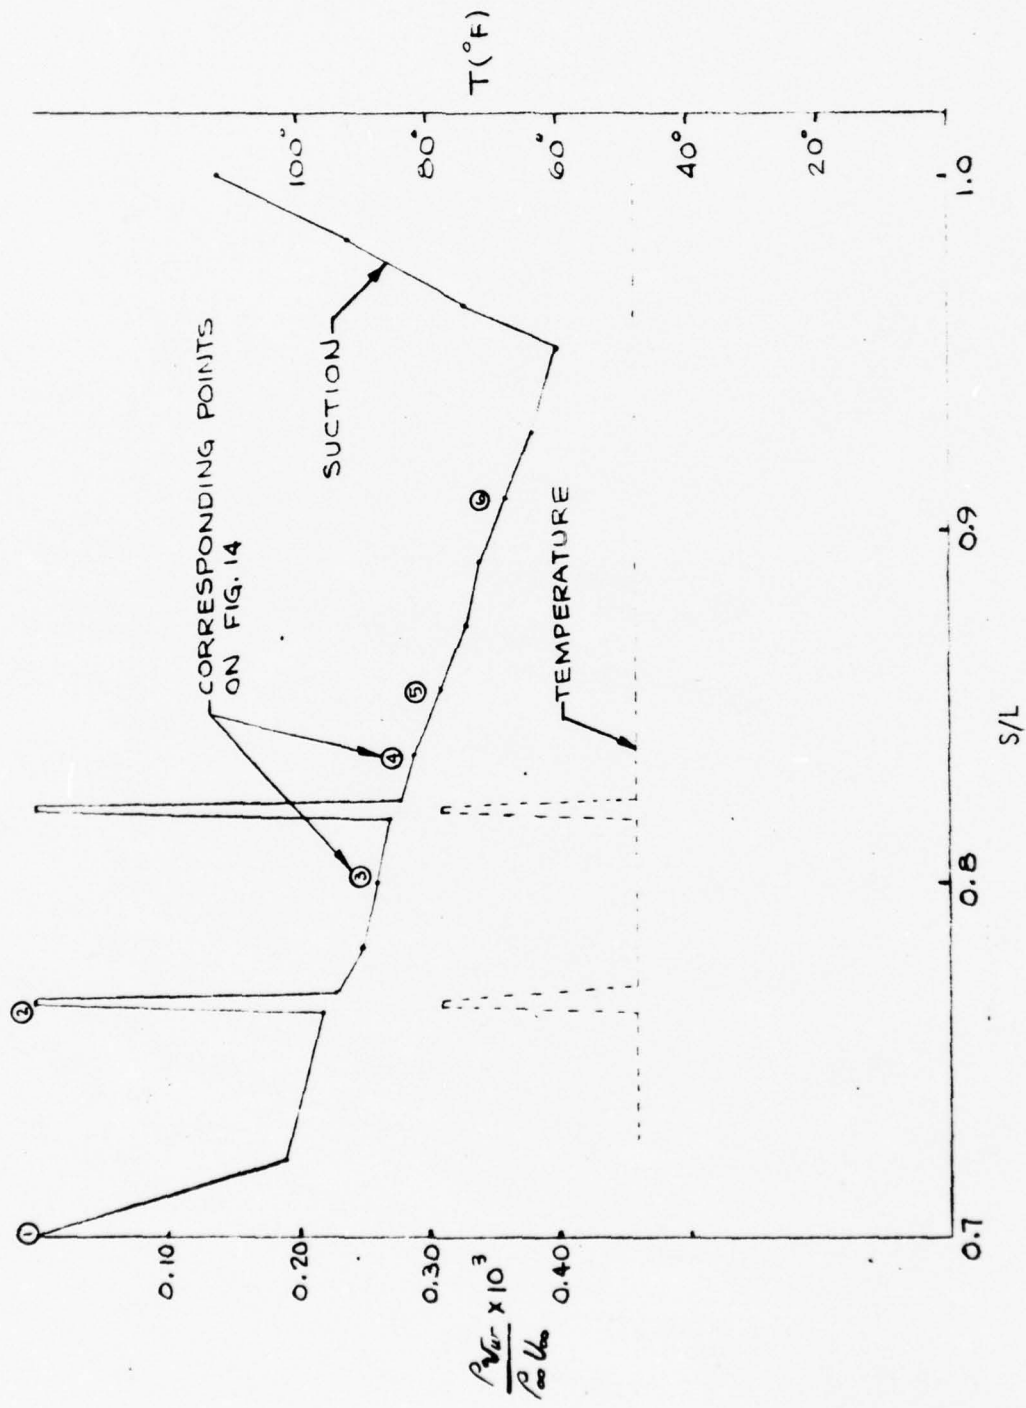 ①
②
0.10
0.20
0.30
0.40
ρ v_w × 10³
ρ∞ U∞
CORRESPONDING POINTS
ON FIG. 14
SUCTION
③
④
⑤
⑥
TEMPERATURE
T(°F)
100°
80°
60°
40°
20°
0.7
0.8
0.9
1.0
S/L